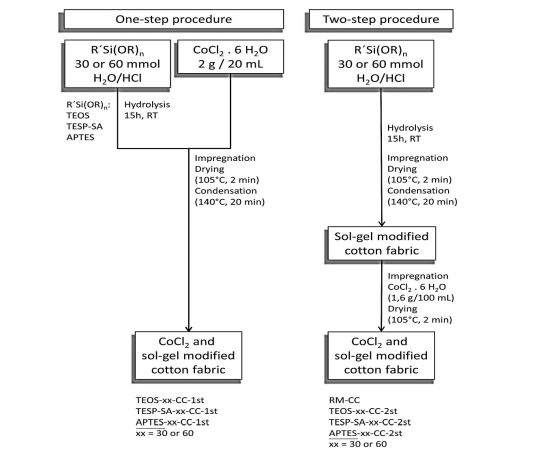 One-step procedure
R´Si(OR)n
30 or 60 mmol
H2O/HCl
CoCl2 . 6 H2O
2 g / 20 mL
R´Si(OR)n:
TEOS
TESP-SA
APTES
Hydrolysis
15h, RT
Impregnation
Drying
(105°C, 2 min)
Condensation
(140°C, 20 min)
CoCl2 and
sol-gel modified
cotton fabric
TEOS-xx-CC-1st
TESP-SA-xx-CC-1st
APTES-xx-CC-1st
xx = 30 or 60
Two-step procedure
R´Si(OR)n
30 or 60 mmol
H2O/HCl
Hydrolysis
15h, RT
Impregnation
Drying
(105°C, 2 min)
Condensation
(140°C, 20 min)
Sol-gel modified
cotton fabric
Impregnation
CoCl2 . 6 H2O
(1,6 g/100 mL)
Drying
(105°C, 2 min)
CoCl2 and
sol-gel modified
cotton fabric
RM-CC
TEOS-xx-CC-2st
TESP-SA-xx-CC-2st
APTES-xx-CC-2st
xx = 30 or 60